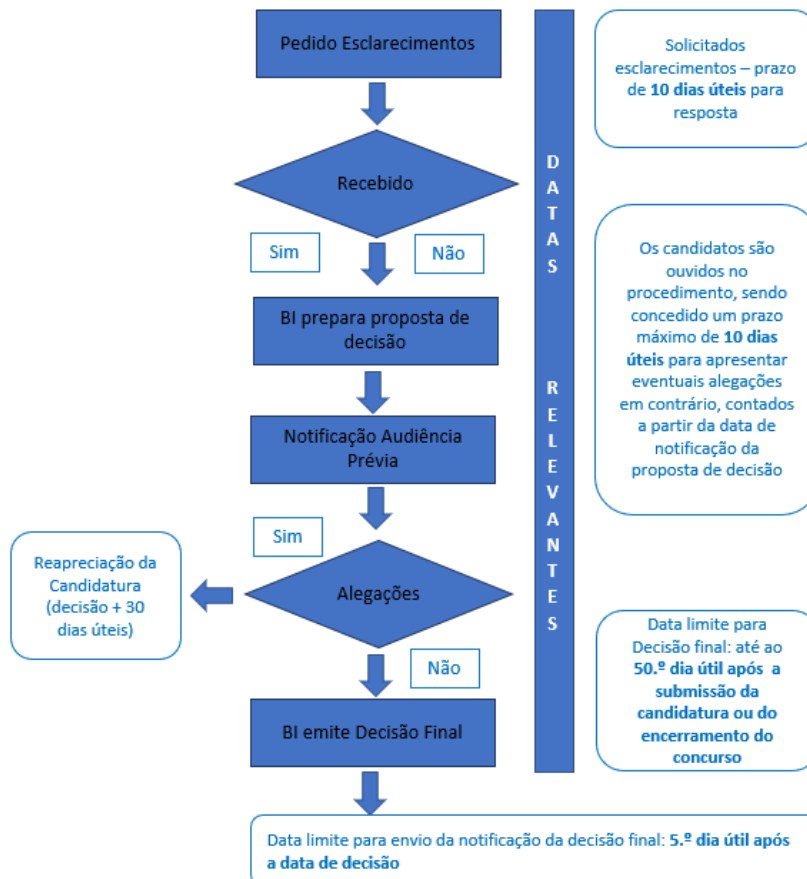 Pedido Esclarecimentos
Solicitados
esclarecimentos – prazo
de 10 dias úteis para
resposta
DATAS
RELEVANTES
Recebido
Sim
Não
BI prepara proposta de
decisão
Os candidatos são
ouvidos no
procedimento, sendo
concedido um prazo
máximo de 10 dias
úteis para apresentar
eventuais alegações
em contrário, contados
a partir da data de
notificação da
proposta de decisão
Notificação Audiência
Prévia
Sim
Alegações
Reapreciação da
Candidatura
(decisão + 30
dias úteis)
Não
BI emite Decisão Final
Data limite para
Decisão final: até ao
50.º dia útil após a
submissão da
candidatura ou do
encerramento do
concurso
Data limite para envio da notificação da decisão final: 5.º dia útil após
a data de decisão